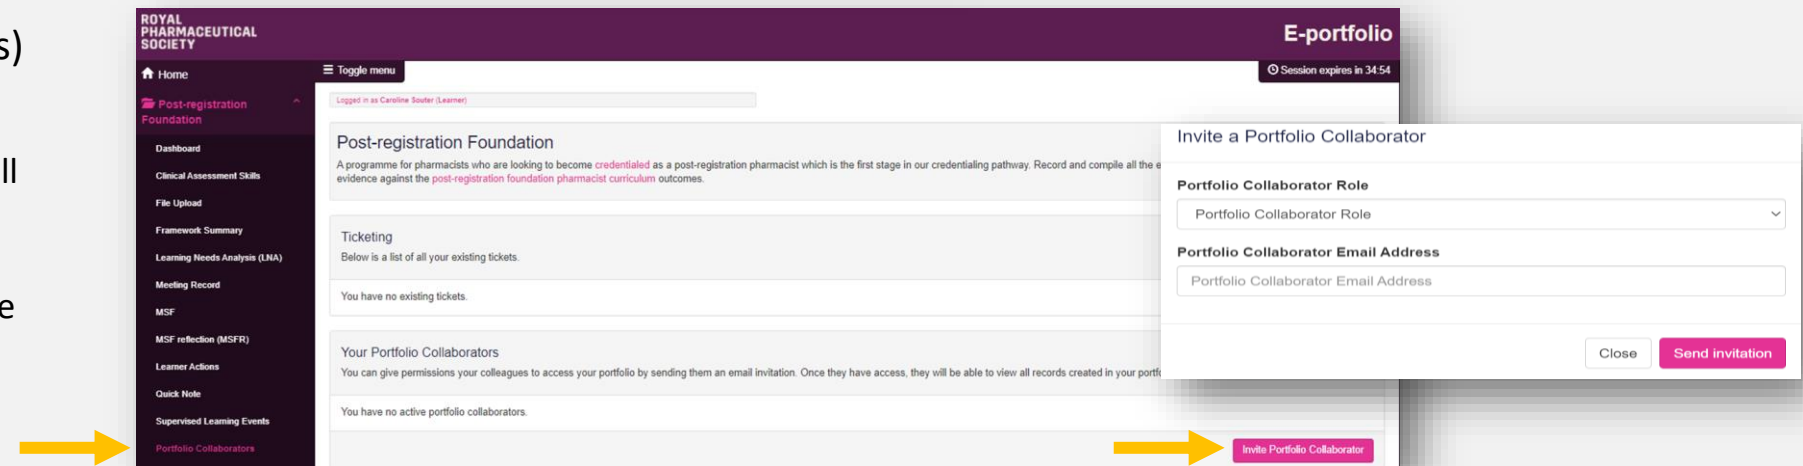 s)
ll
e
ROYAL
PHARMACEUTICAL
SOCIETY
E-portfolio
Home
Toggle menu
Session expires in 34:54
Post-registration
Foundation
Dashboard
Clinical Assessment Skills
File Upload
Framework Summary
Learning Needs Analysis (LNA)
Meeting Record
MSF
MSF reflection (MSFR)
Learner Actions
Quick Note
Supervised Learning Events
Portfolio Collaborators
Logged in as Caroline Souter (Learner)
Post-registration Foundation
A programme for pharmacists who are looking to become credentialed as a post-registration pharmacist which is the first stage in our credentialing pathway. Record and compile all the e
evidence against the post-registration foundation pharmacist curriculum outcomes.
Ticketing
Below is a list of all your existing tickets.
You have no existing tickets.
Your Portfolio Collaborators
You can give permissions your colleagues to access your portfolio by sending them an email invitation. Once they have access, they will be able to view all records created in your portf
You have no active portfolio collaborators.
Invite Portfolio Collaborator
Invite a Portfolio Collaborator
Portfolio Collaborator Role
Portfolio Collaborator Role
Portfolio Collaborator Email Address
Portfolio Collaborator Email Address
Close
Send invitation